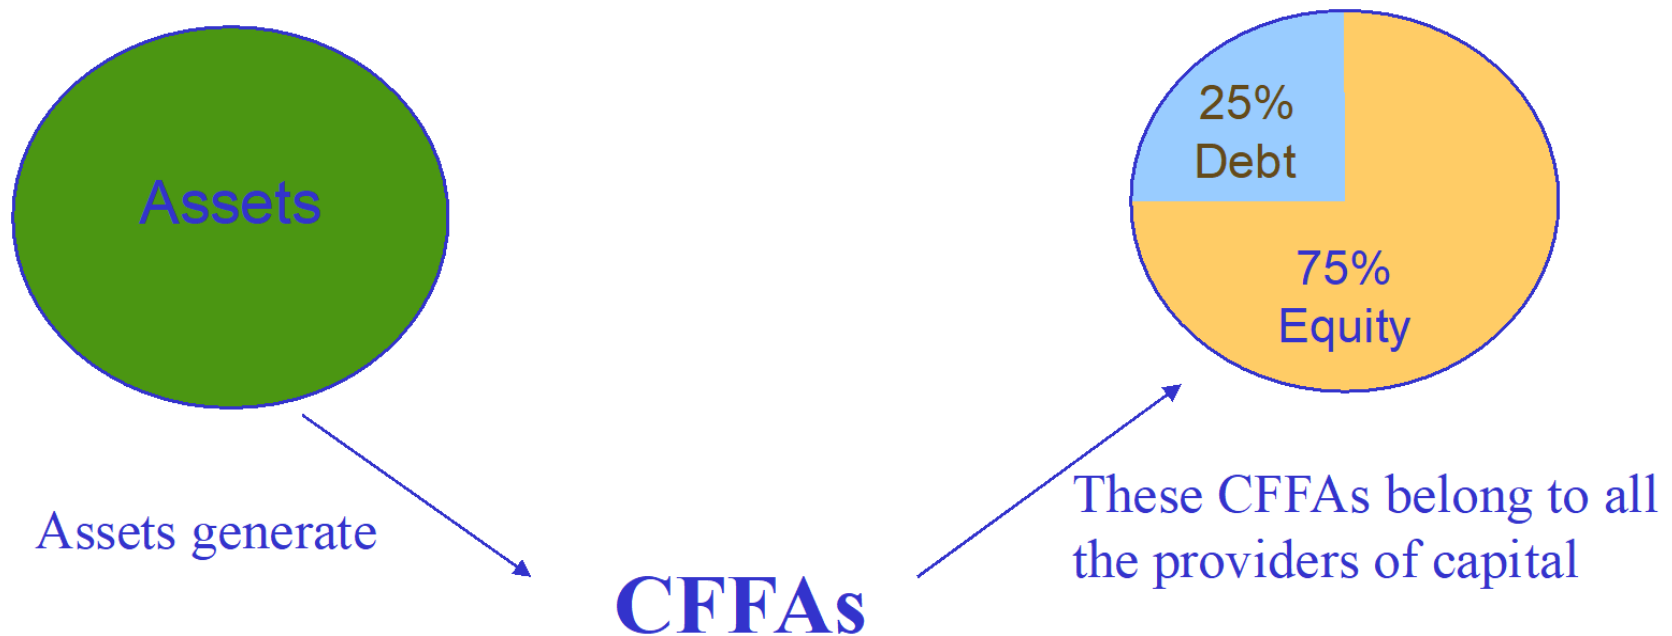 Assets
25%
Debt
75%
Equity
Assets generate
CFFAs
These CFFAs belong to all
the providers of capital